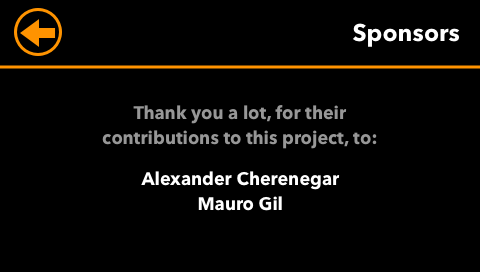 Sponsors
Thank you a lot, for their
contributions to this project, to:
Alexander Cherenegar
Mauro Gil